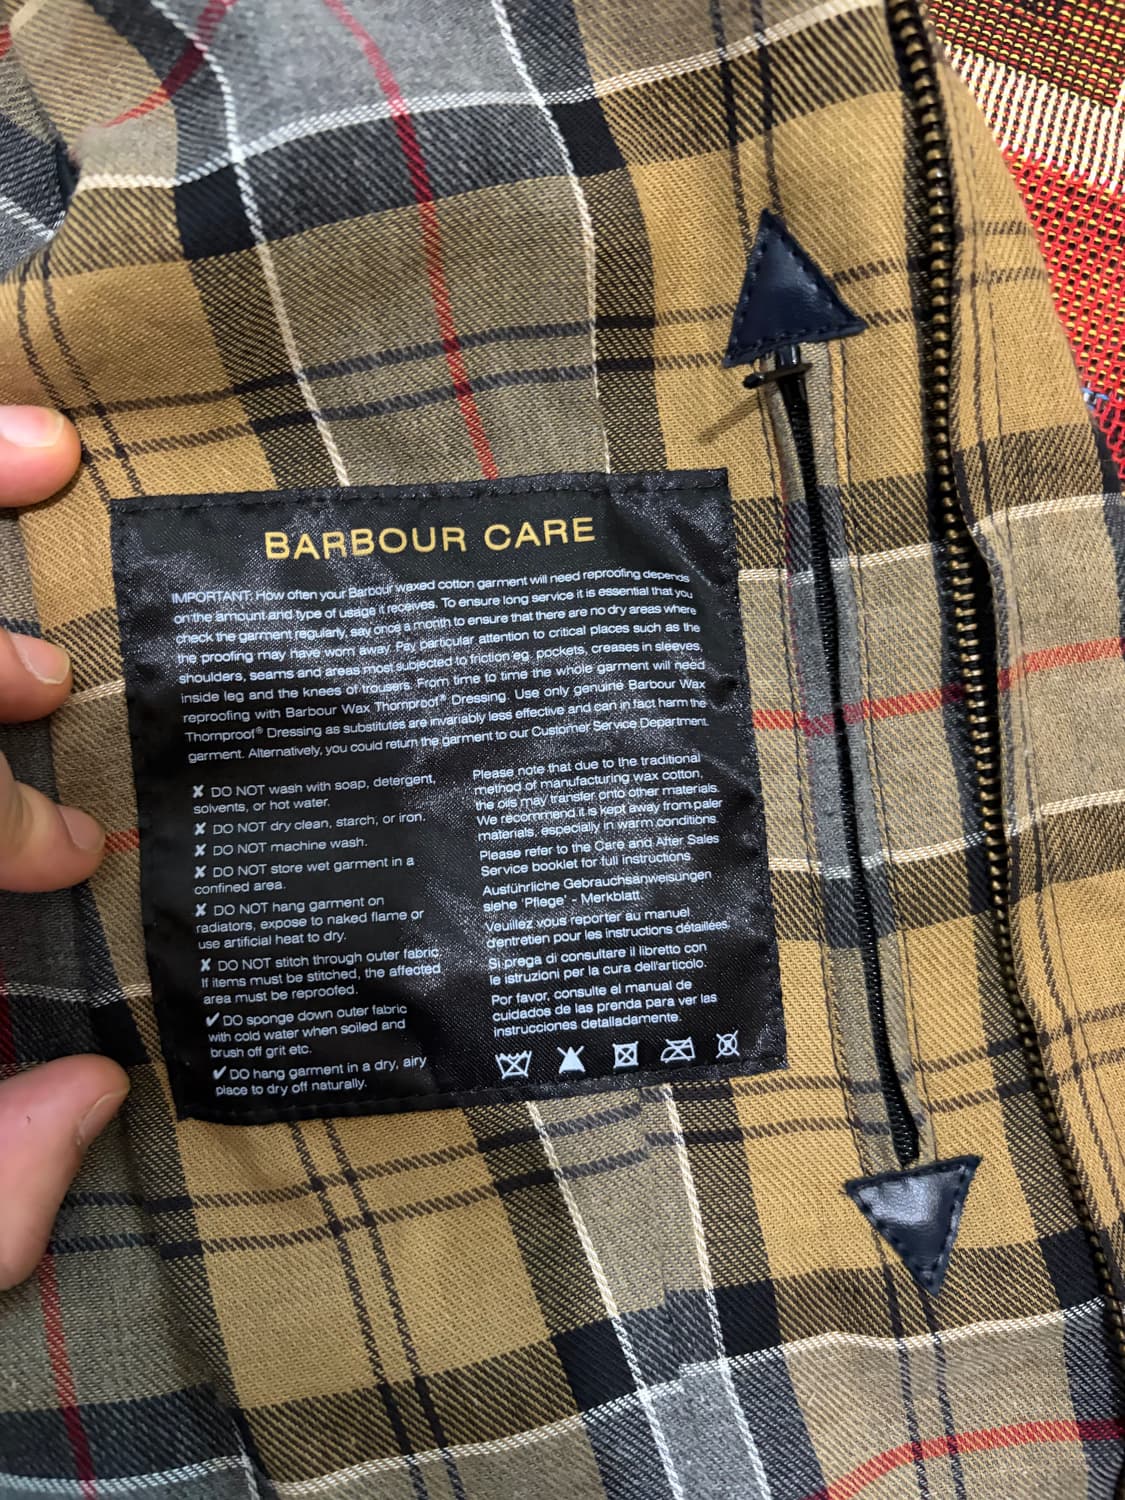 BARBOUR CARE
IMPORTANT: How often your Barbour waxed cotton garment will need reproofing depends
on the amount and type of usage it receives. To ensure long service it is essential that you
check the garment regularly, say once a month to ensure that there are no dry areas where
the proofing may have worn away. Pay particular attention to critical places such as the
shoulders, seams and areas most subjected to friction eg. pockets, creases in sleeves,
inside leg and the knees of trousers. From time to time the whole garment will need
reproofing with Barbour Wax Thornproof® Dressing. Use only genuine Barbour Wax
Thornproof® Dressing as substitutes are invariably less effective and can in fact harm the
garment. Alternatively, you could return the garment to our Customer Service Department.
✘ DO NOT wash with soap, detergent,
solvents, or hot water.
✘ DO NOT dry clean, starch, or iron.
✘ DO NOT machine wash.
✘ DO NOT store wet garment in a
confined area.
✘ DO NOT hang garment on
radiators, expose to naked flame or
use artificial heat to dry.
✘ DO NOT stitch through outer fabric.
If items must be stitched, the affected
area must be reproofed.
✔ DO sponge down outer fabric
with cold water when soiled and
brush off grit etc.
✔ DO hang garment in a dry, airy
place to dry off naturally.
Please note that due to the traditional
method of manufacturing wax cotton,
the oils may transfer onto other materials.
We recommend it is kept away from paler
materials, especially in warm conditions.
Please refer to the Care and After Sales
Service booklet for full instructions
Ausführliche Gebrauchsanweisungen
siehe 'Pflege' - Merkblatt.
Veuillez vous reporter au manuel
d'entretien pour les instructions détaillées.
Si prega di consultare il libretto con
le istruzioni per la cura dell'articolo.
Por favor, consulte el manual de
cuidados de las prenda para ver las
instrucciones detalladamente.